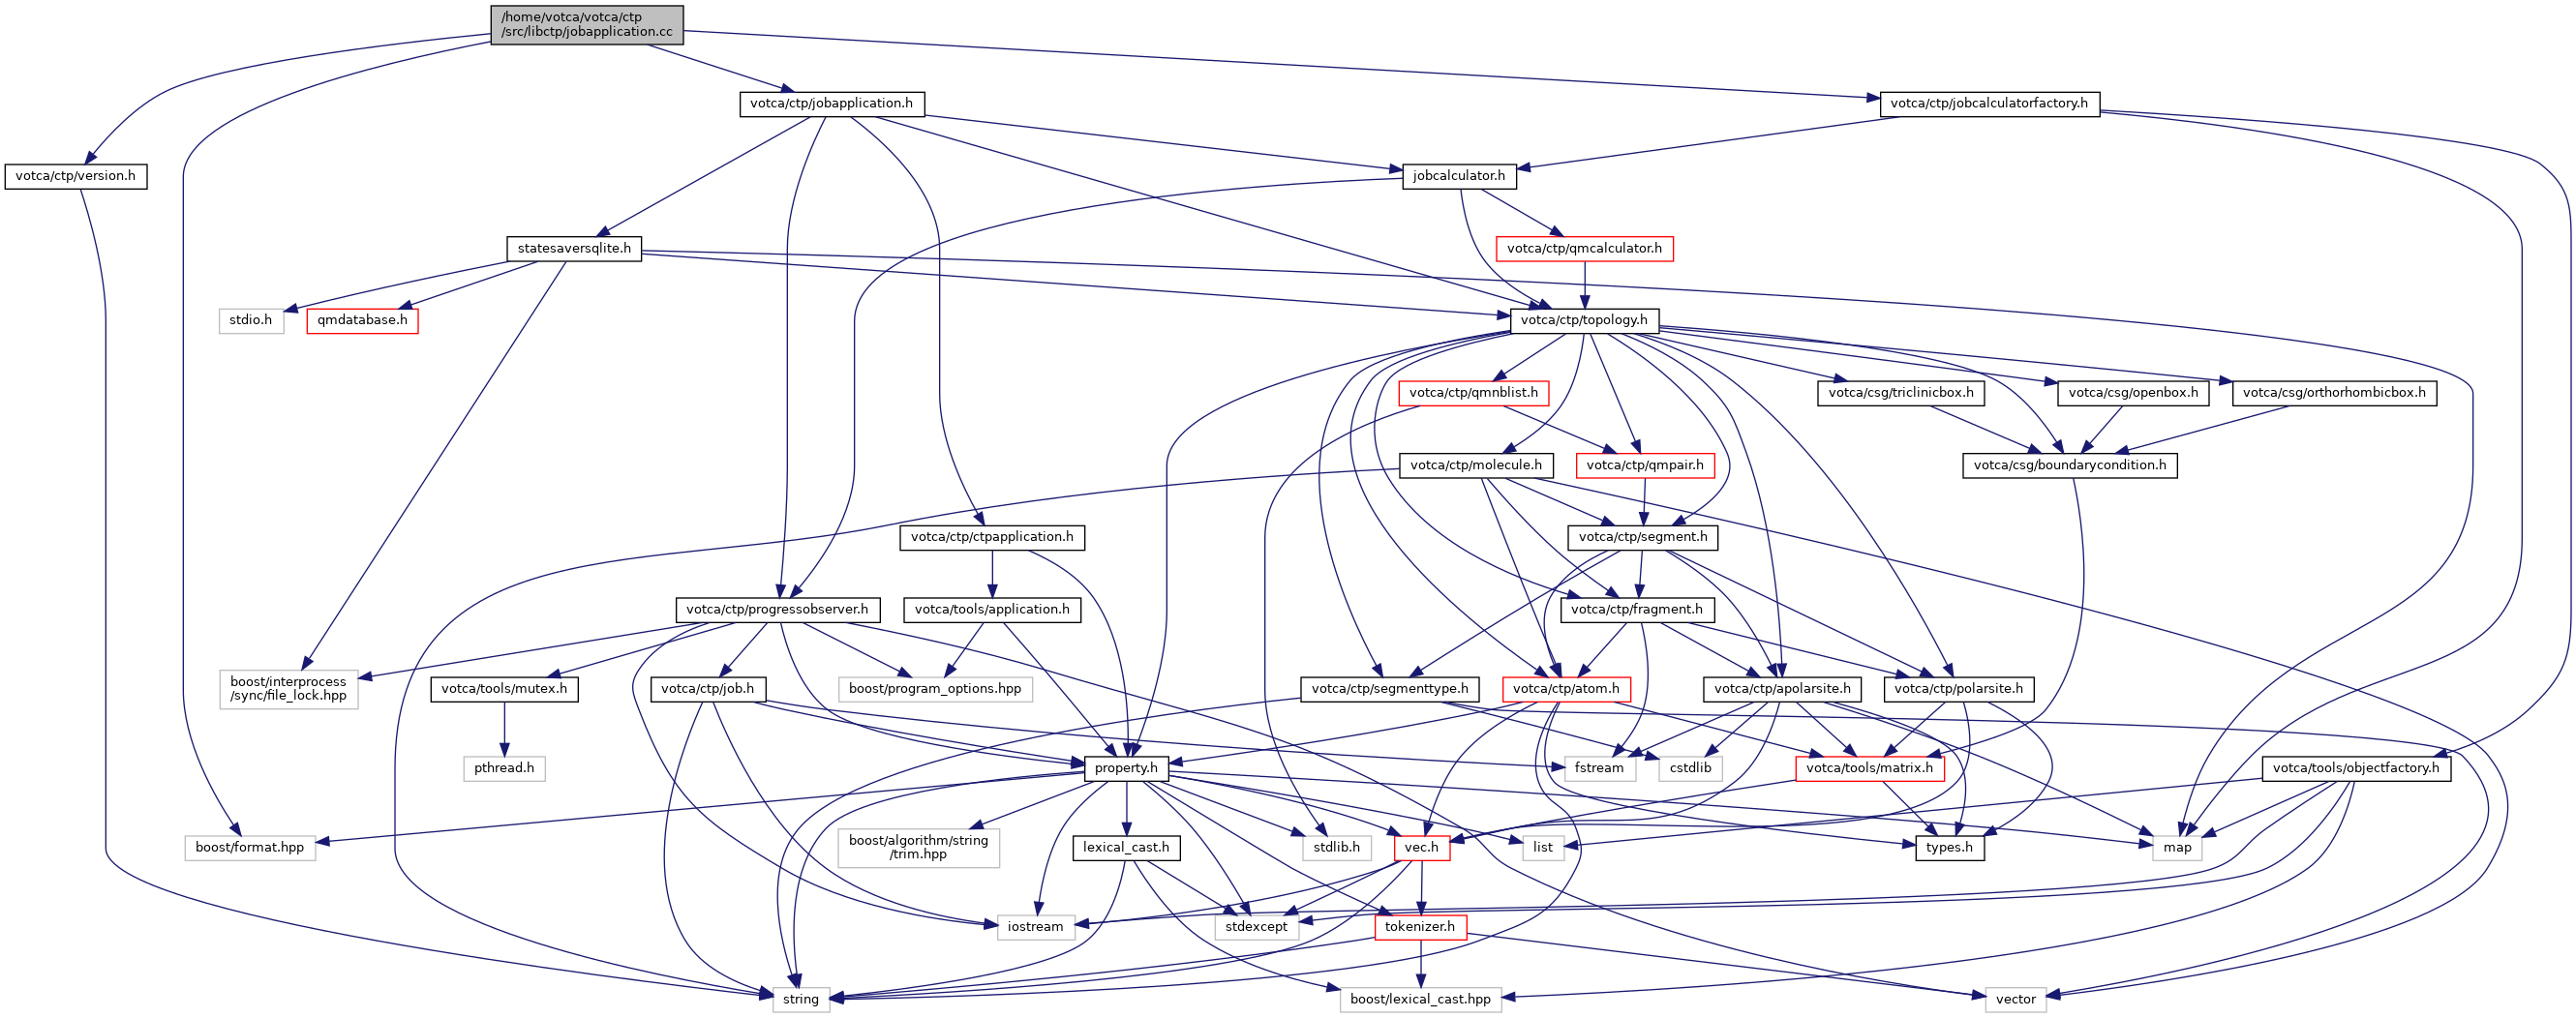 /home/votca/votca/ctp
/src/libctp/jobapplication.cc
votca/ctp/jobapplication.h
votca/ctp/jobcalculatorfactory.h
votca/ctp/version.h
jobcalculator.h
statesaversqlite.h
votca/ctp/qmcalculator.h
stdio.h
qmdatabase.h
votca/ctp/topology.h
votca/ctp/qmnblist.h
votca/csg/triclinicbox.h
votca/csg/openbox.h
votca/csg/orthorhombicbox.h
votca/ctp/molecule.h
votca/ctp/qmpair.h
votca/csg/boundarycondition.h
votca/ctp/ctpapplication.h
votca/ctp/segment.h
votca/ctp/progressobserver.h
votca/tools/application.h
votca/ctp/fragment.h
boost/interprocess
/sync/file_lock.hpp
votca/tools/mutex.h
votca/ctp/job.h
boost/program_options.hpp
votca/ctp/segmenttype.h
votca/ctp/atom.h
votca/ctp/apolarsite.h
votca/ctp/polarsite.h
pthread.h
property.h
fstream
cstdlib
votca/tools/matrix.h
votca/tools/objectfactory.h
boost/format.hpp
boost/algorithm/string
/trim.hpp
lexical_cast.h
stdlib.h
vec.h
list
types.h
map
iostream
stdexcept
tokenizer.h
string
boost/lexical_cast.hpp
vector